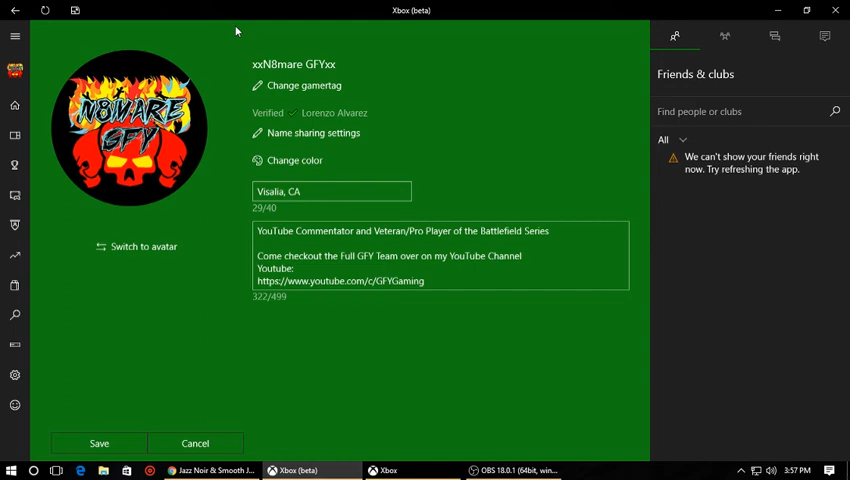 Xbox (beta)
N8MARE
GFY
xxN8mare GFYxx
Change gamertag
Verified Lorenzo Alvarez
Name sharing settings
Change color
Visalia, CA
29/40
YouTube Commentator and Veteran/Pro Player of the Battlefield Series
Come checkout the Full GFY Team over on my YouTube Channel
Youtube:
https://www.youtube.com/c/GFYGaming
322/499
Switch to avatar
Save
Cancel
Friends & clubs
Find people or clubs
All
We can't show your friends right
now. Try refreshing the app.
Jazz Noir & Smooth J...
Xbox (beta)
Xbox
OBS 18.0.1 (64bit, win...
3:57 PM